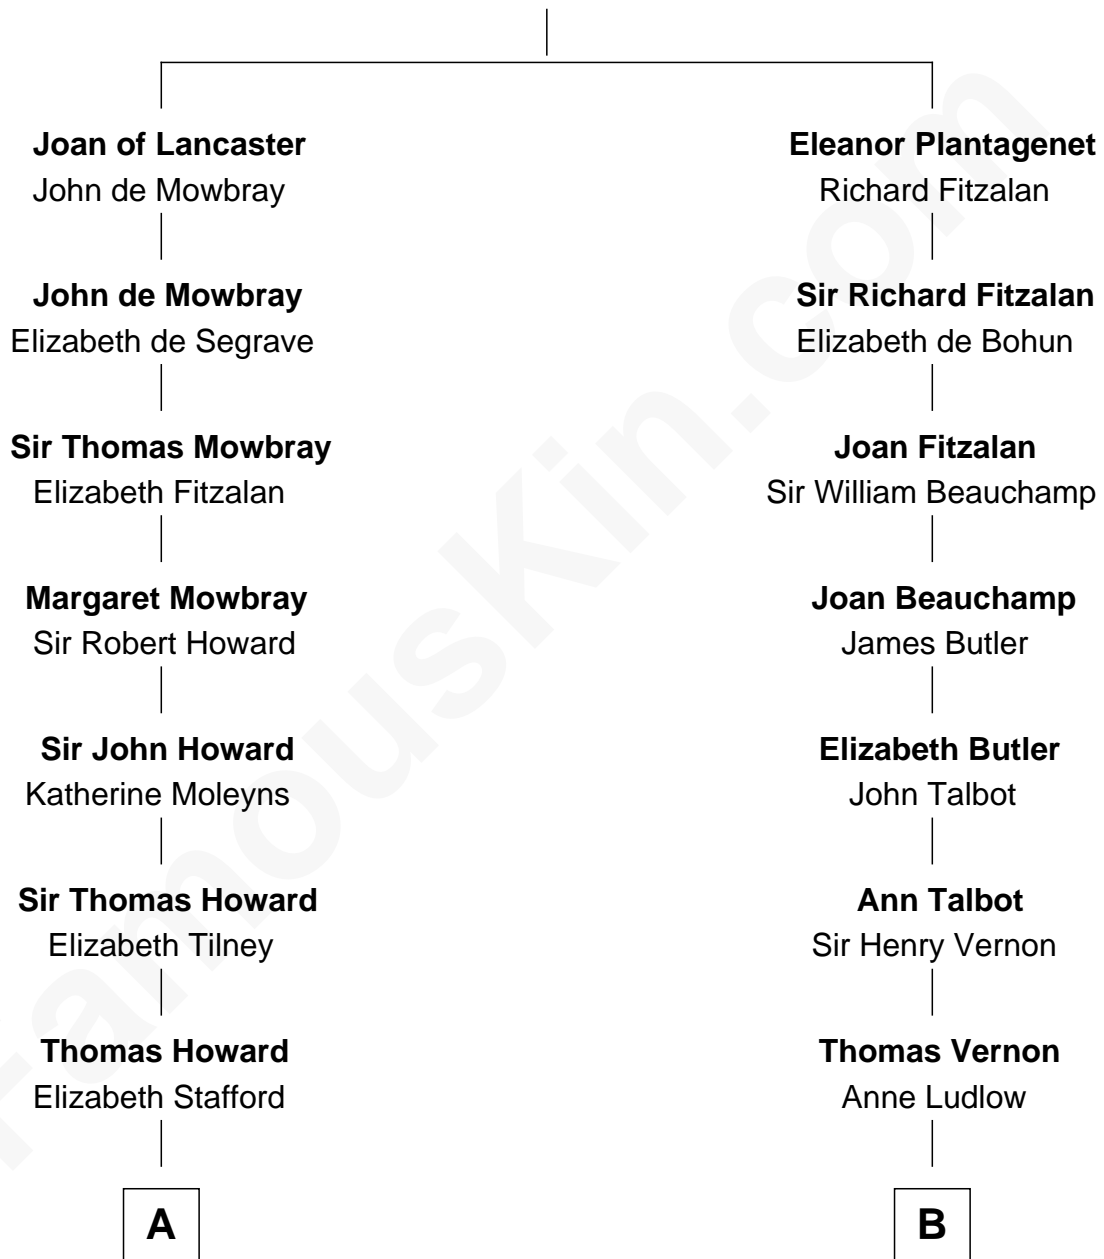 Joan of Lancaster
John de Mowbray
John de Mowbray
Elizabeth de Segrave
Sir Thomas Mowbray
Elizabeth Fitzalan
Margaret Mowbray
Sir Robert Howard
Sir John Howard
Katherine Moleyns
Sir Thomas Howard
Elizabeth Tilney
Thomas Howard
Elizabeth Stafford
A
Eleanor Plantagenet
Richard Fitzalan
Sir Richard Fitzalan
Elizabeth de Bohun
Joan Fitzalan
Sir William Beauchamp
Joan Beauchamp
James Butler
Elizabeth Butler
John Talbot
Ann Talbot
Sir Henry Vernon
Thomas Vernon
Anne Ludlow
B
FamousKin.com